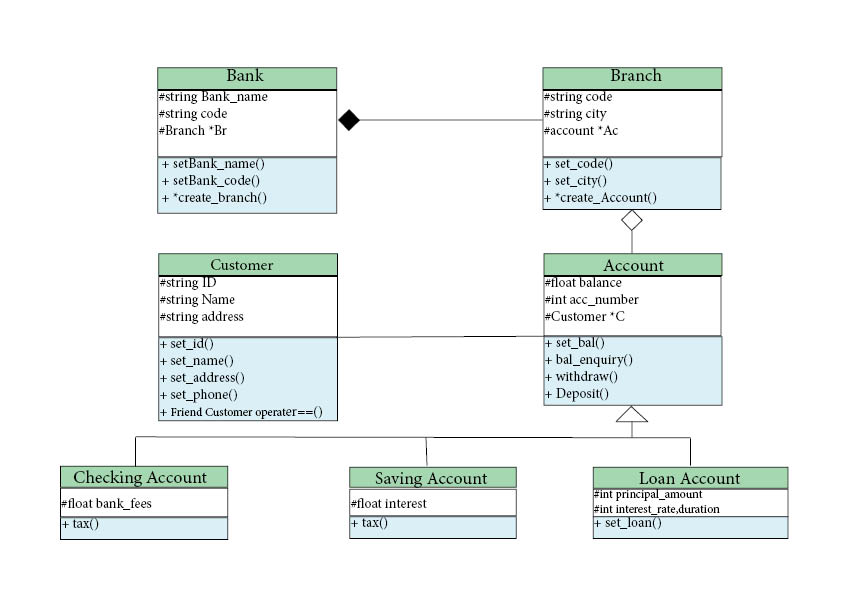 Bank
#string Bank_name
#string code
#Branch *Br
+ setBank_name()
+ setBank_code()
+ *create_branch()
Branch
#string code
#string city
#account *Ac
+ set_code()
+ set_city()
+ *create_Account()
Customer
#string ID
#string Name
#string address
+ set_id()
+ set_name()
+ set_address()
+ set_phone()
+ Friend Customer operater==()
Account
#float balance
#int acc_number
#Customer *C
+ set_bal()
+ bal_enquiry()
+ withdraw()
+ Deposit()
Checking Account
#float bank_fees
+ tax()
Saving Account
#float interest
+ tax()
Loan Account
#int principal_amount
#int interest_rate,duration
+ set_loan()